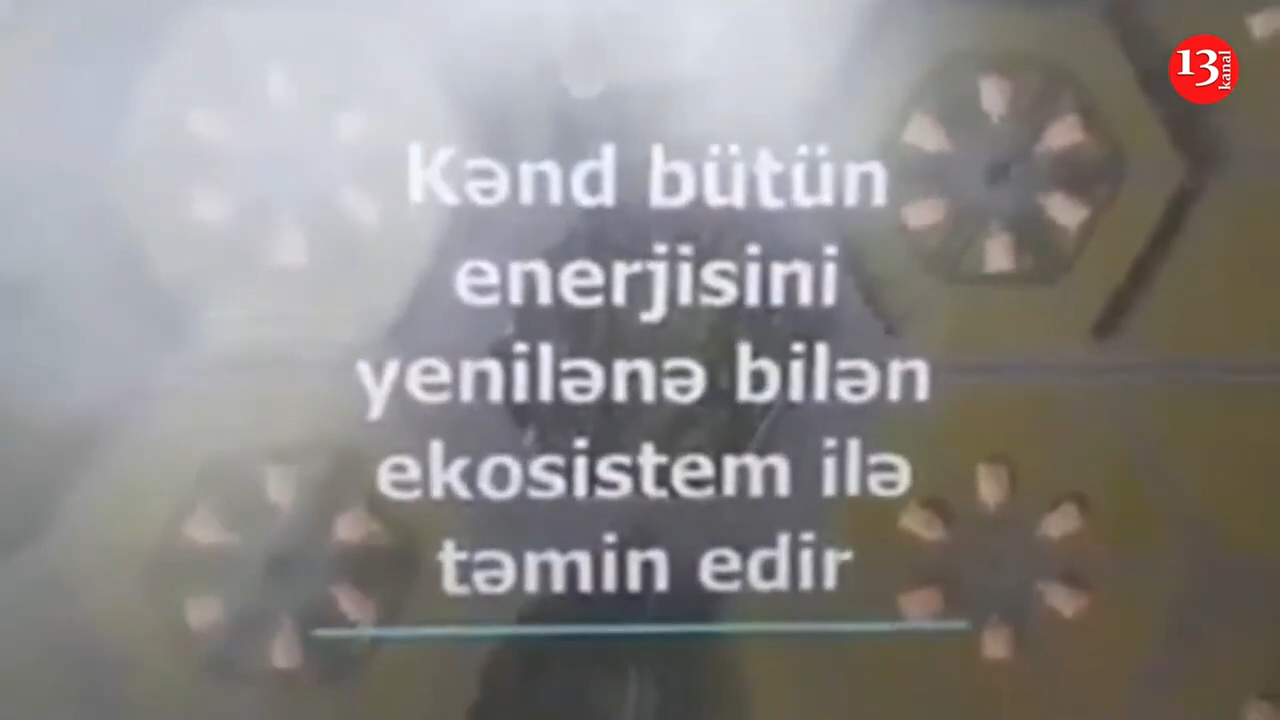 13
kanal
Kənd bütün
enerjisini
yenilənə bilən
ekosistem ilə
təmin edir